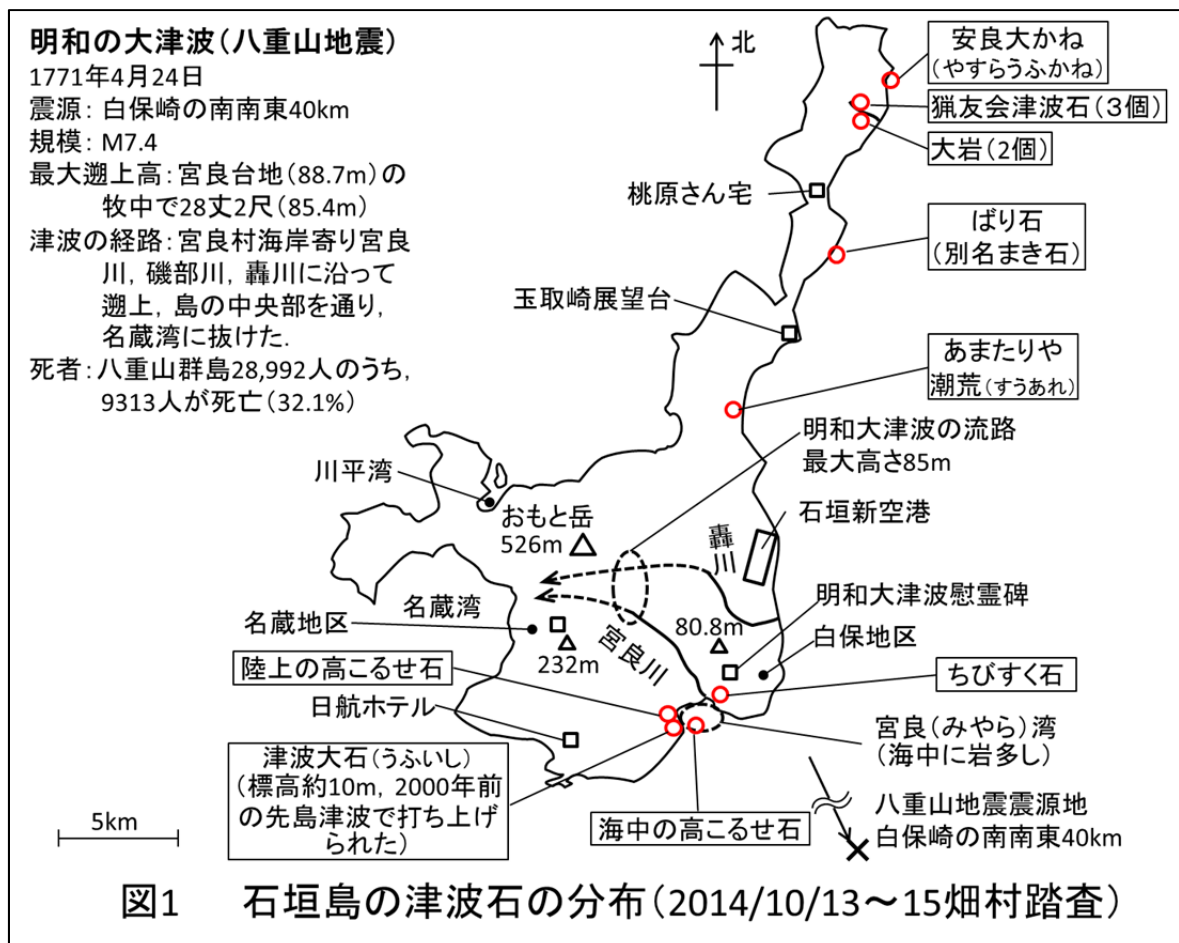 明和の大津波(八重山地震)
1771年4月24日
震源: 白保崎の南南東40km
規模: M7.4
最大遡上高:宮良台地(88.7m)の
牧中で28丈2尺(85.4m)
津波の経路:宮良村海岸寄り宮良
川, 磯部川, 轟川に沿って
遡上, 島の中央部を通り,
名蔵湾に抜けた.
死者: 八重山群島28,992人のうち,
9313人が死亡(32.1%)
北
安良大かね
(やすらうふかね)
猟友会津波石(3個)
大岩(2個)
桃原さん宅
ばり石
(別名まき石)
玉取崎展望台
あまたりや
潮荒(すうあれ)
明和大津波の流路
最大高さ85m
川平湾
おもと岳
526m
石垣新空港
轟川
名蔵湾
明和大津波慰霊碑
名蔵地区
232m
宮良川
80.8m
白保地区
陸上の高こるせ石
ちびすく石
日航ホテル
宮良(みやら)湾
(海中に岩多し)
津波大石(うふいし)
(標高約10m, 2000年前
の先島津波で打ち上げ
られた)
海中の高こるせ石
八重山地震震源地
白保崎の南南東40km
5km
図1 石垣島の津波石の分布(2014/10/13~15畑村踏査)